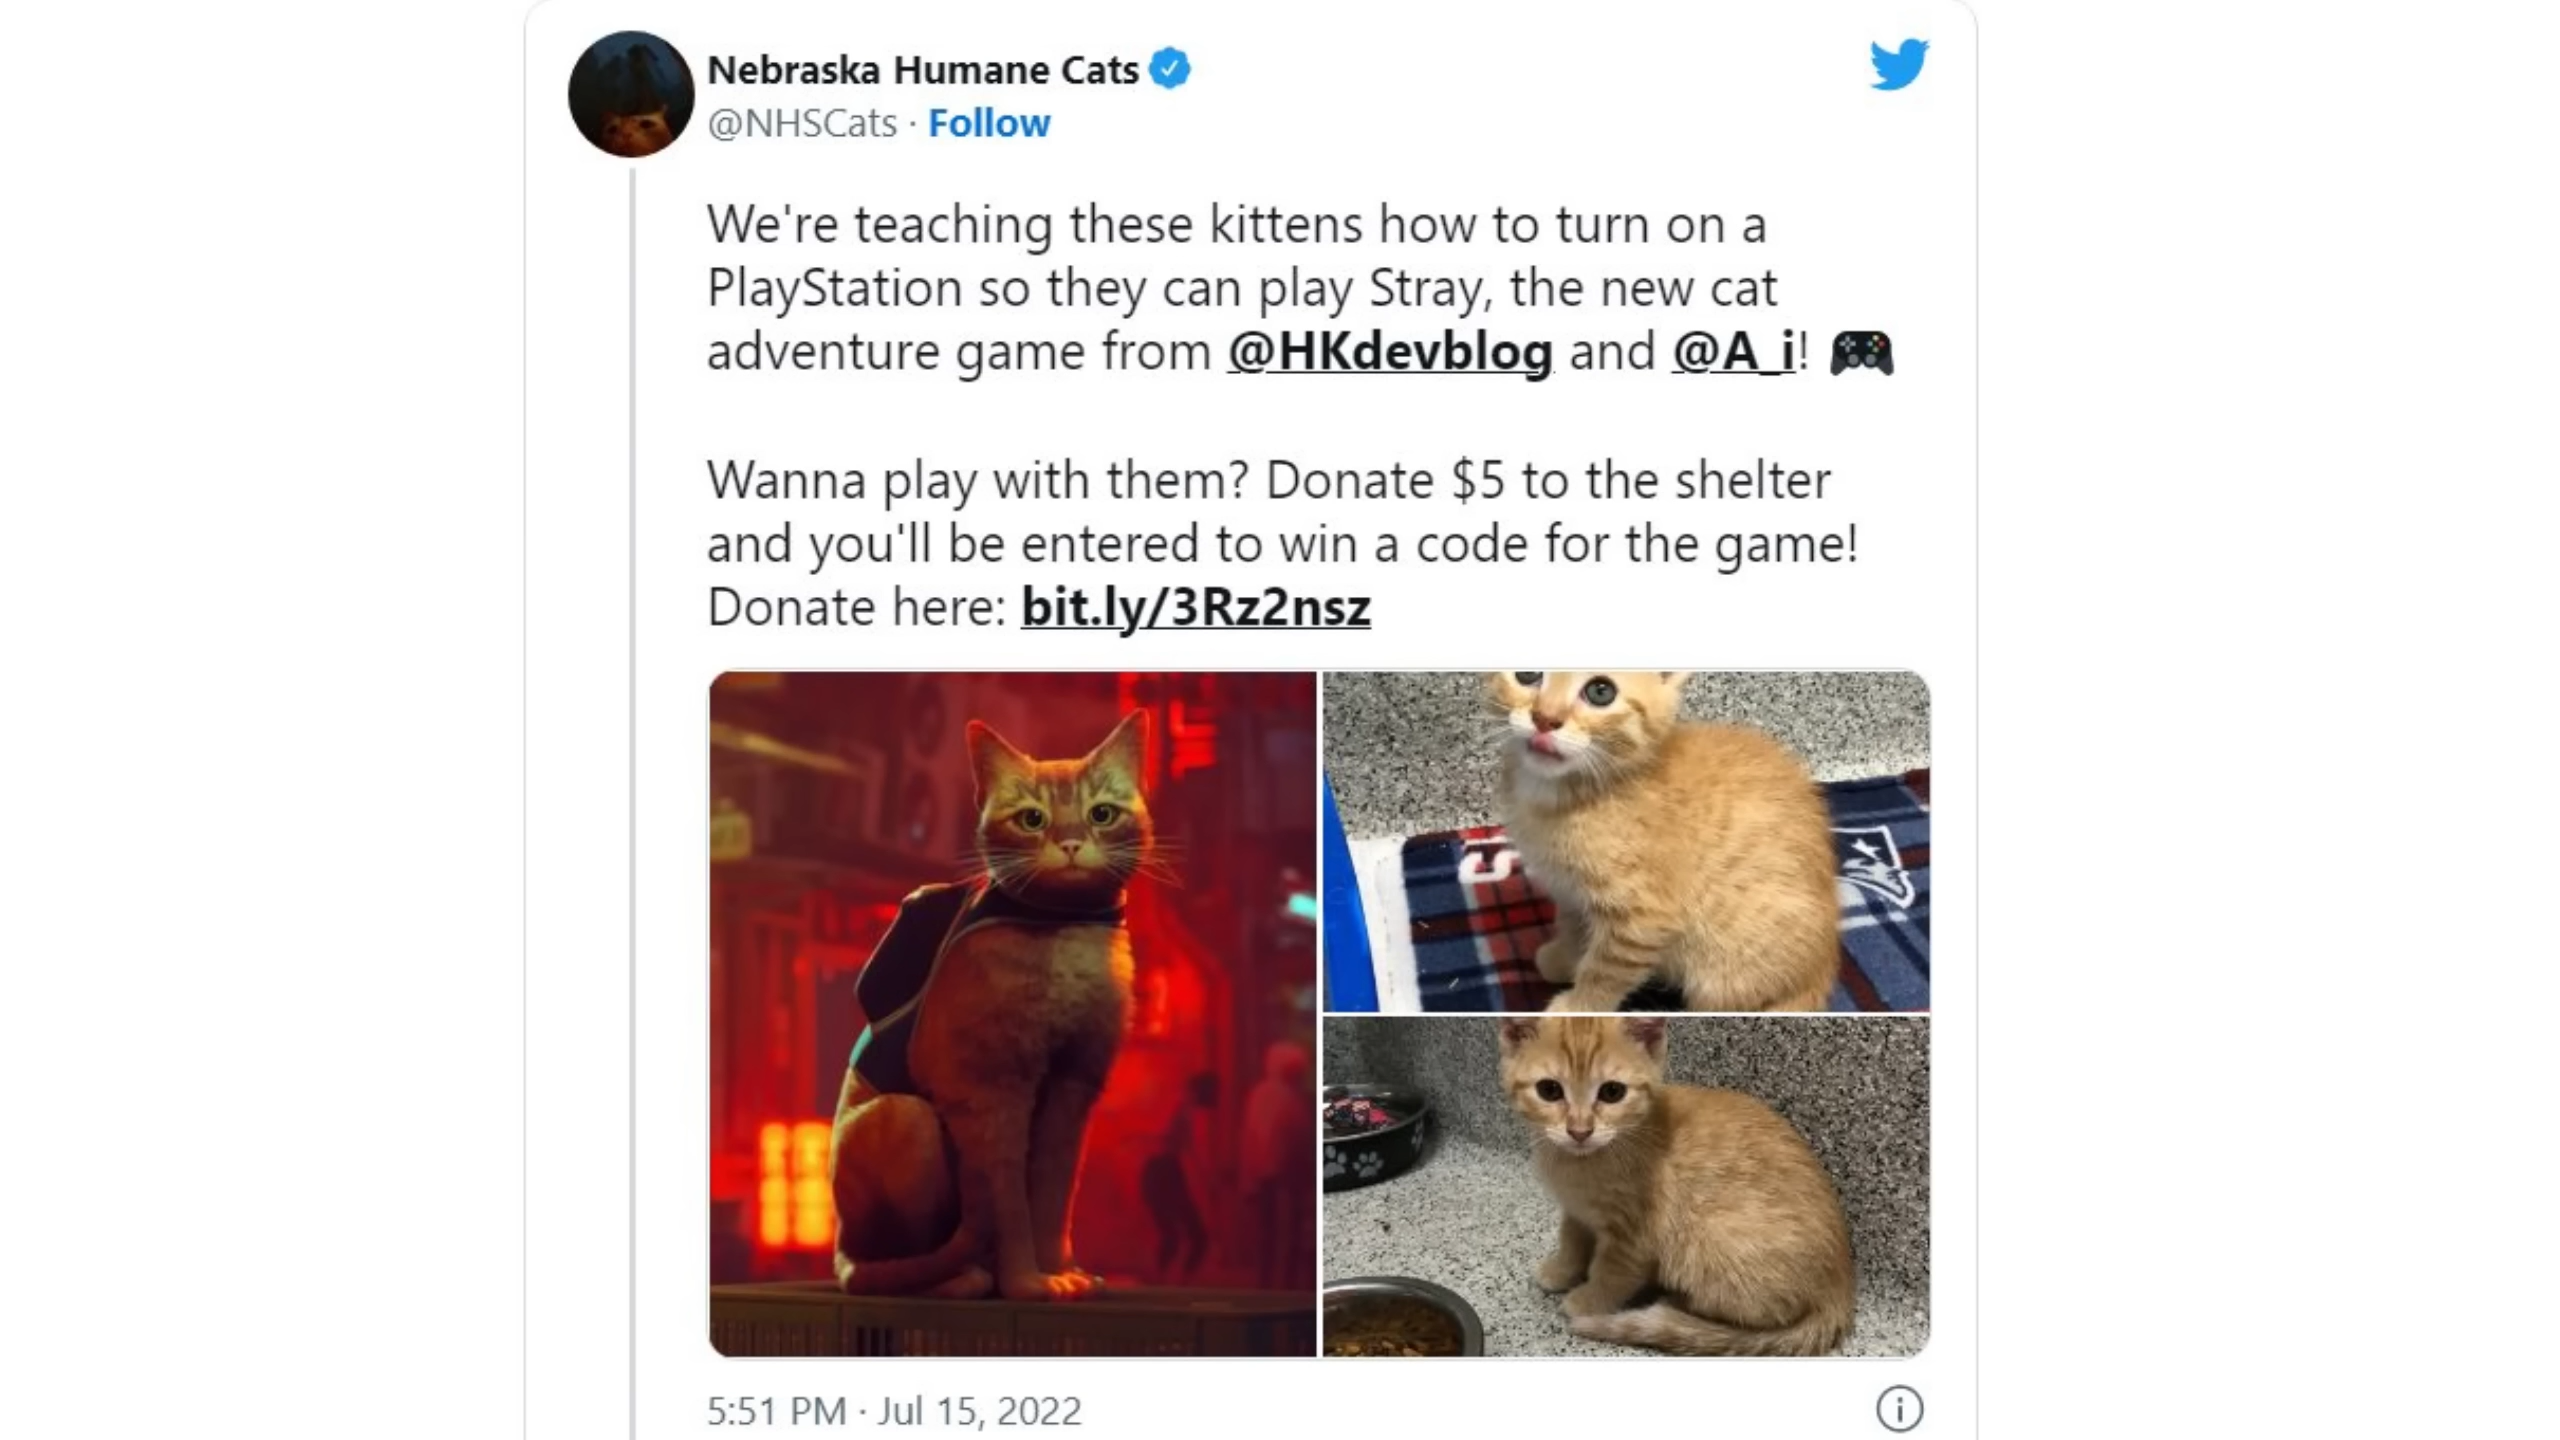 Nebraska Humane Cats
@NHSCats · Follow
We're teaching these kittens how to turn on a
PlayStation so they can play Stray, the new cat
adventure game from @HKdevblog and @A_i! 🎮
Wanna play with them? Donate $5 to the shelter
and you'll be entered to win a code for the game!
Donate here: bit.ly/3Rz2nsz
5:51 PM · Jul 15, 2022